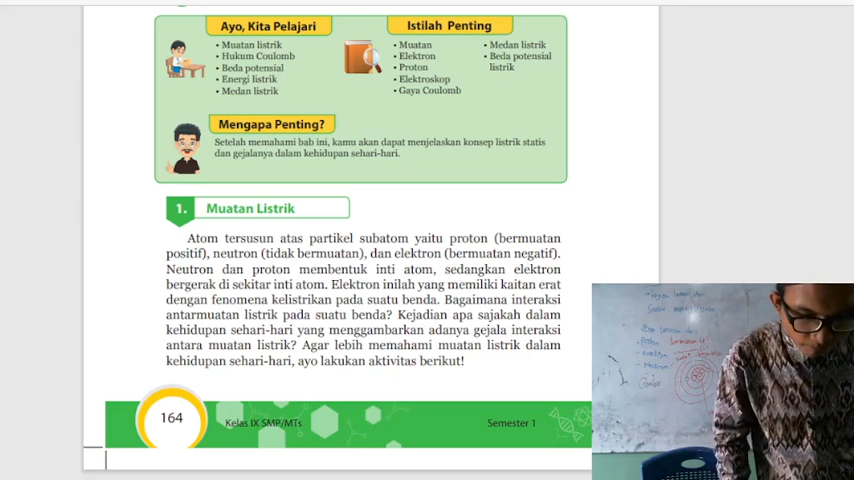 Ayo, Kita Pelajari
• Muatan listrik
• Hukum Coulomb
• Beda potensial
• Energi listrik
• Medan listrik
Istilah Penting
• Muatan
• Elektron
• Proton
• Elektroskop
• Gaya Coulomb
• Medan listrik
• Beda potensial
listrik
Mengapa Penting?
Setelah memahami bab ini, kamu akan dapat menjelaskan konsep listrik statis
dan gejalanya dalam kehidupan sehari-hari.
1. Muatan Listrik
Atom tersusun atas partikel subatom yaitu proton (bermuatan
positif), neutron (tidak bermuatan), dan elektron (bermuatan negatif).
Neutron dan proton membentuk inti atom, sedangkan elektron
bergerak di sekitar inti atom. Elektron inilah yang memiliki kaitan erat
dengan fenomena kelistrikan pada suatu benda. Bagaimana interaksi
antarmuatan listrik pada suatu benda? Kejadian apa sajakah dalam
kehidupan sehari-hari yang menggambarkan adanya gejala interaksi
antara muatan listrik? Agar lebih memahami muatan listrik dalam
kehidupan sehari-hari, ayo lakukan aktivitas berikut!
164
Kelas IX SMP/MTs
Semester 1